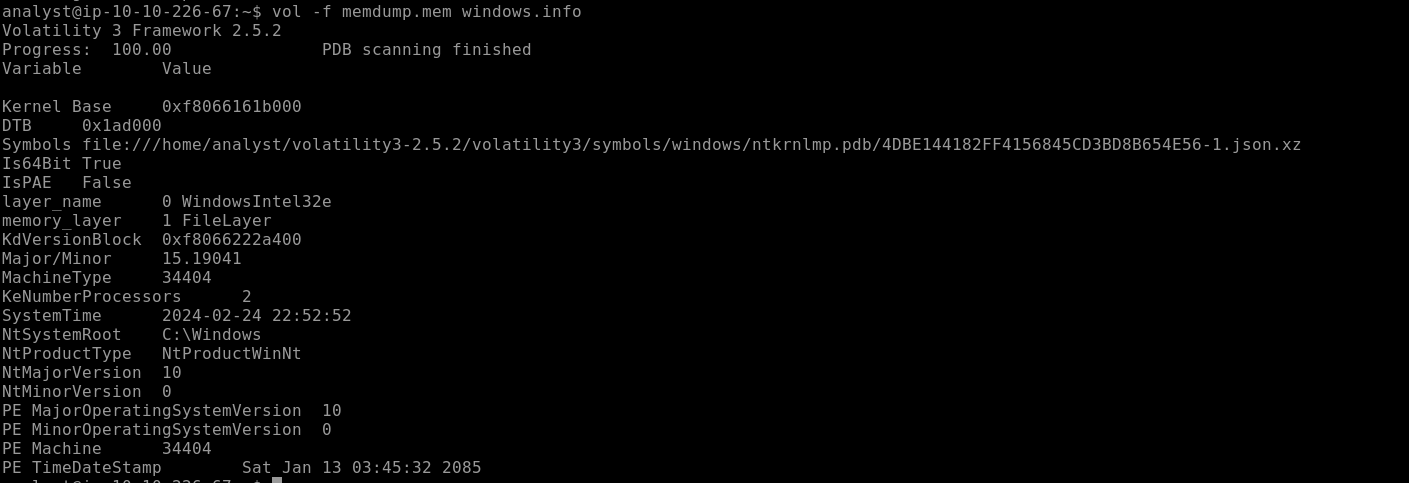 analyst@ip-10-10-226-67:~$ vol -f memdump.mem windows.info
Volatility 3 Framework 2.5.2
Progress:  100.00               PDB scanning finished
Variable        Value

Kernel Base     0xf8066161b000
DTB     0x1ad000
Symbols file:///home/analyst/volatility3-2.5.2/volatility3/symbols/windows/ntkrnlmp.pdb/4DBE144182FF4156845CD3BD8B654E56-1.json.xz
Is64Bit True
IsPAE   False
layer_name      0 WindowsIntel32e
memory_layer    1 FileLayer
KdVersionBlock  0xf8066222a400
Major/Minor     15.19041
MachineType     34404
KeNumberProcessors      2
SystemTime      2024-02-24 22:52:52
NtSystemRoot    C:\Windows
NtProductType   NtProductWinNt
NtMajorVersion  10
NtMinorVersion  0
PE MajorOperatingSystemVersion  10
PE MinorOperatingSystemVersion  0
PE Machine      34404
PE TimeDateStamp        Sat Jan 13 03:45:32 2085